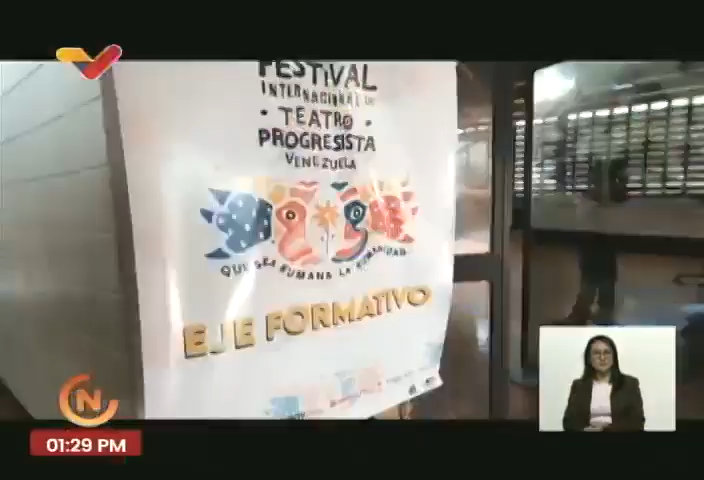 FESTIVAL
INTERNACIONAL DE
• TEATRO •
PROGRESISTA
VENEZUELA
QUE SEA HUMANA LA HUMANIDAD
EJE FORMATIVO
N
01:29 PM